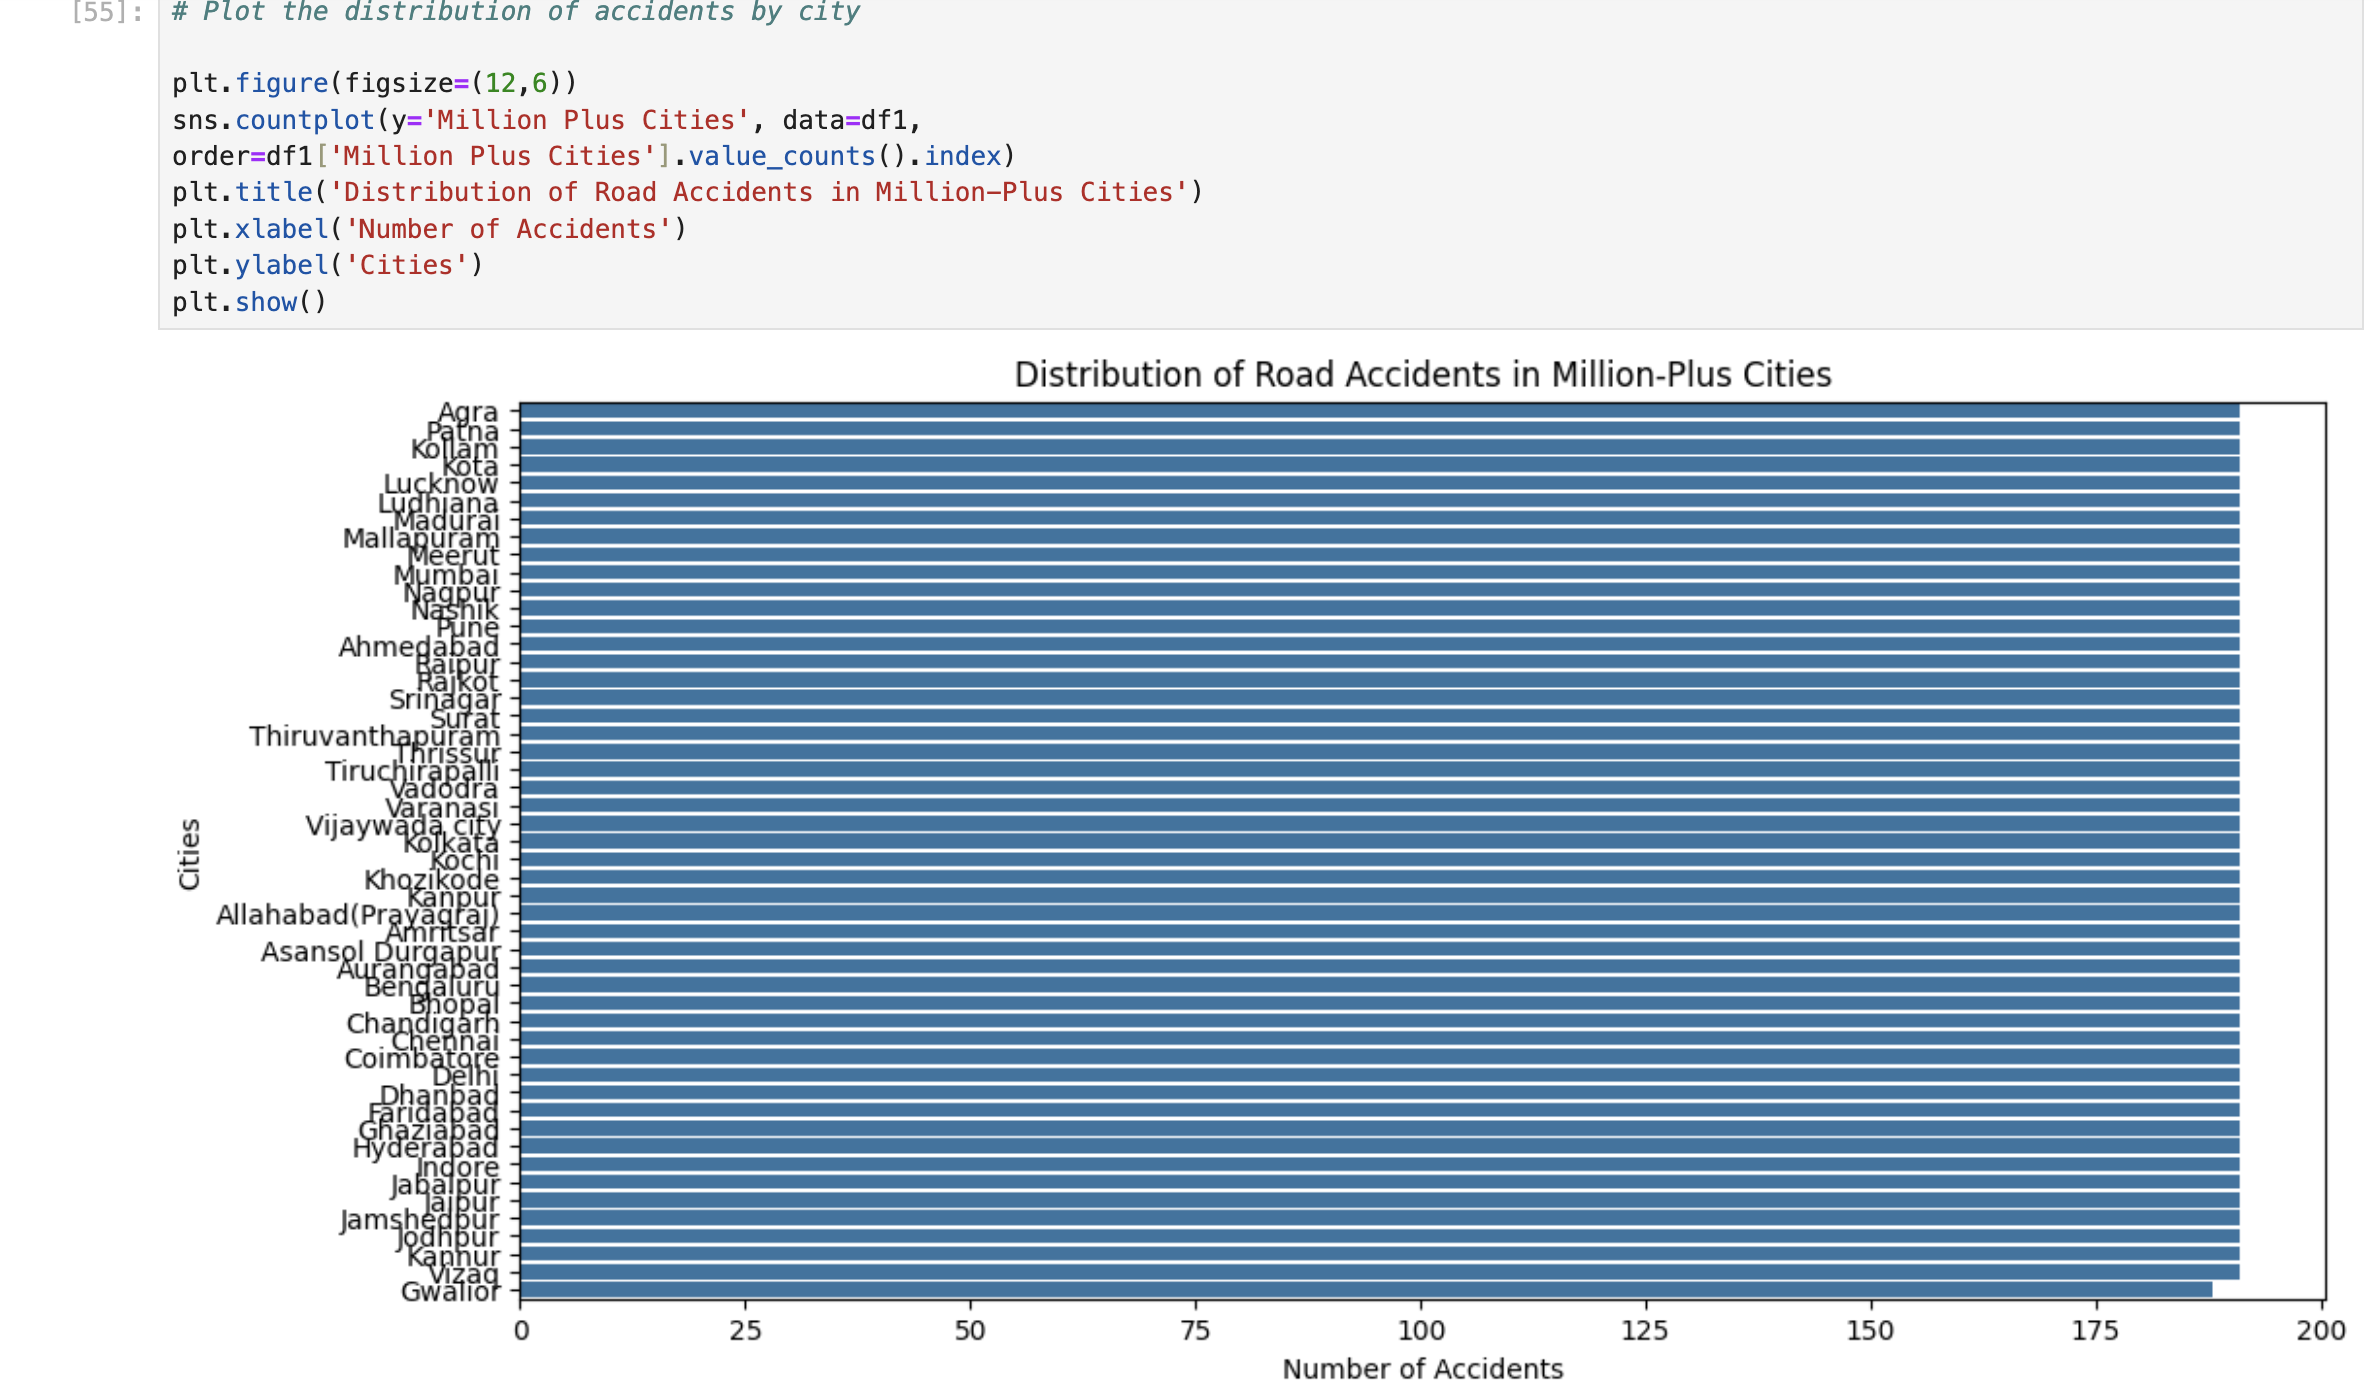 [55]: # Plot the distribution of accidents by city
plt.figure(figsize=(12,6))
sns.countplot(y='Million Plus Cities', data=df1,
order=df1['Million Plus Cities'].value_counts().index)
plt.title('Distribution of Road Accidents in Million-Plus Cities')
plt.xlabel('Number of Accidents')
plt.ylabel('Cities')
plt.show()
Distribution of Road Accidents in Million-Plus Cities
Agra
Patna
Kollam
Kota
Lucknow
Ludhiana
Madurai
Mallapuram
Meerut
Mumbai
Nagpur
Nashik
Pune
Ahmedabad
Raipur
Rajkot
Srinagar
Surat
Thiruvanthapuram
Thrissur
Tiruchirapalli
Vadodra
Varanasi
Vijaywada city
Kolkata
Kochi
Khozikode
Kanpur
Allahabad(Prayagraj)
Amritsar
Asansol Durgapur
Aurangabad
Bengaluru
Bhopal
Chandigarh
Chennai
Coimbatore
Delhi
Dhanbad
Faridabad
Ghaziabad
Hyderabad
Indore
Jabalpur
Jaipur
Jamshedpur
Jodhpur
Kannur
Vizag
Gwalior
Cities
0 25 50 75 100 125 150 175 200
Number of Accidents